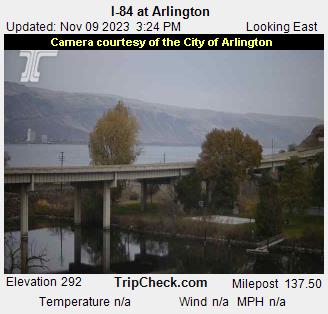 I-84 at Arlington
Updated: Nov 09 2023 3:24 PM Looking East
Camera courtesy of the City of Arlington
Elevation 292 TripCheck.com Milepost 137.50
Temperature n/a Wind n/a MPH n/a